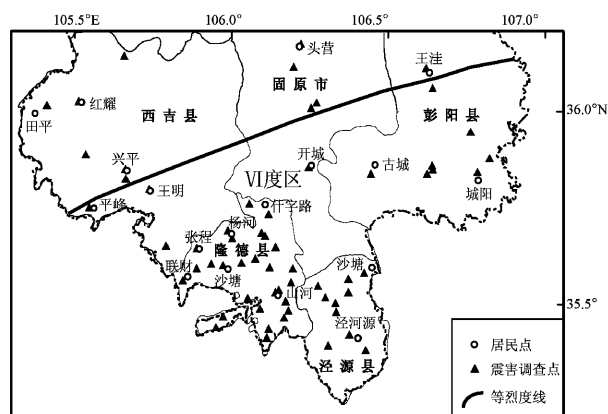 105.5°E
106.0°
106.5°
107.0°
头营
王洼
固原市
红耀
西吉县
彭阳县
36.0°N
田平
兴平
开城
古城
Ⅵ度区
王明
城阳
平峰
什字路
杨河
张程
隆德县
联财
沙塘
沙塘
山河
35.5°N
泾河源
泾源县
居民点
震害调查点
等烈度线